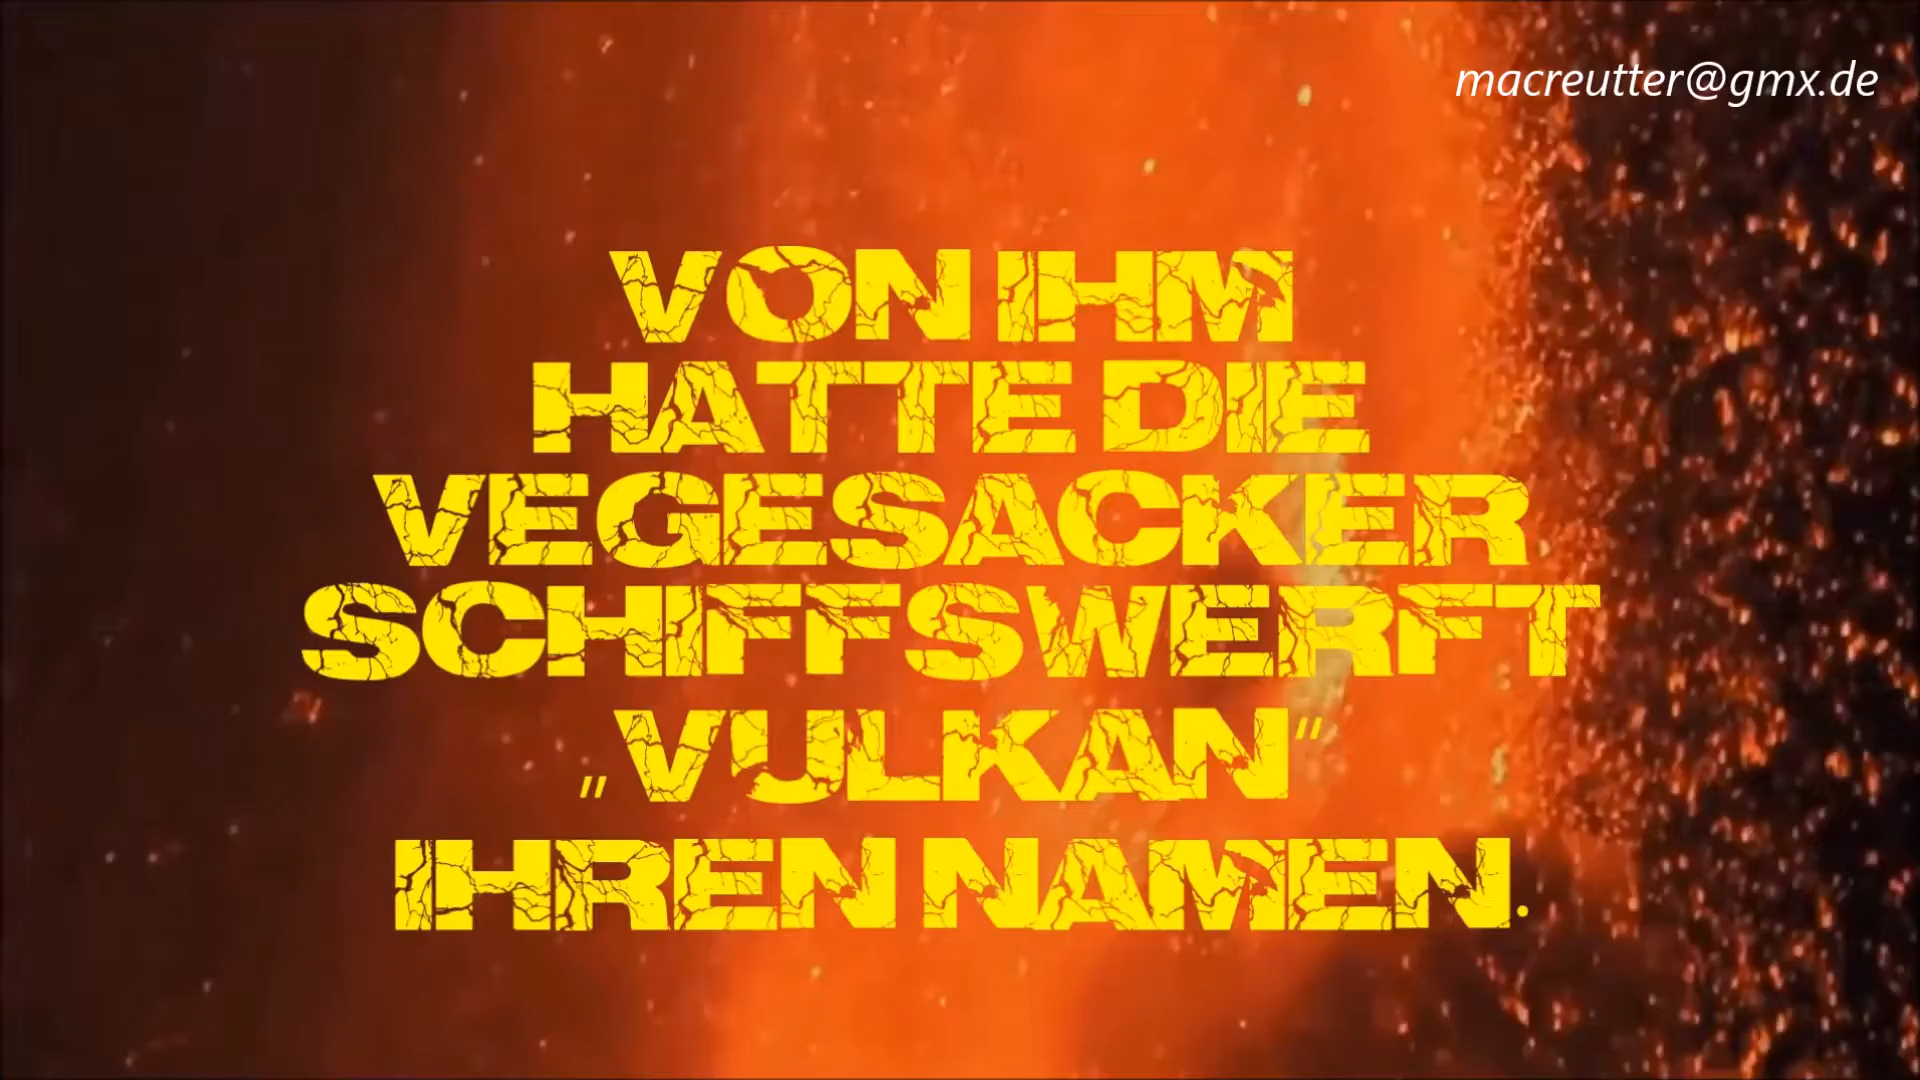 macreutter@gmx.de
VON IHM
HATTE DIE
VEGESACKER
SCHIFFSWERFT
„VULKAN"
IHREN NAMEN.